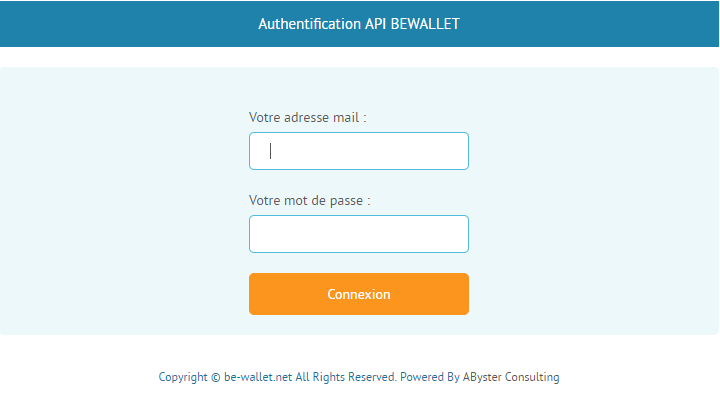 Authentification API BEWALLET
Votre adresse mail :
Votre mot de passe :
Connexion
Copyright © be-wallet.net All Rights Reserved. Powered By AByster Consulting